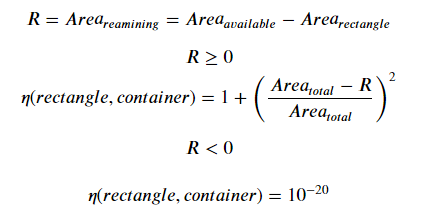 R = Area_reamining = Area_available − Area_rectangle
R ≥ 0
η(rectangle, container) = 1 + ( (Area_total − R) / Area_total )^2
R < 0
η(rectangle, container) = 10^−20